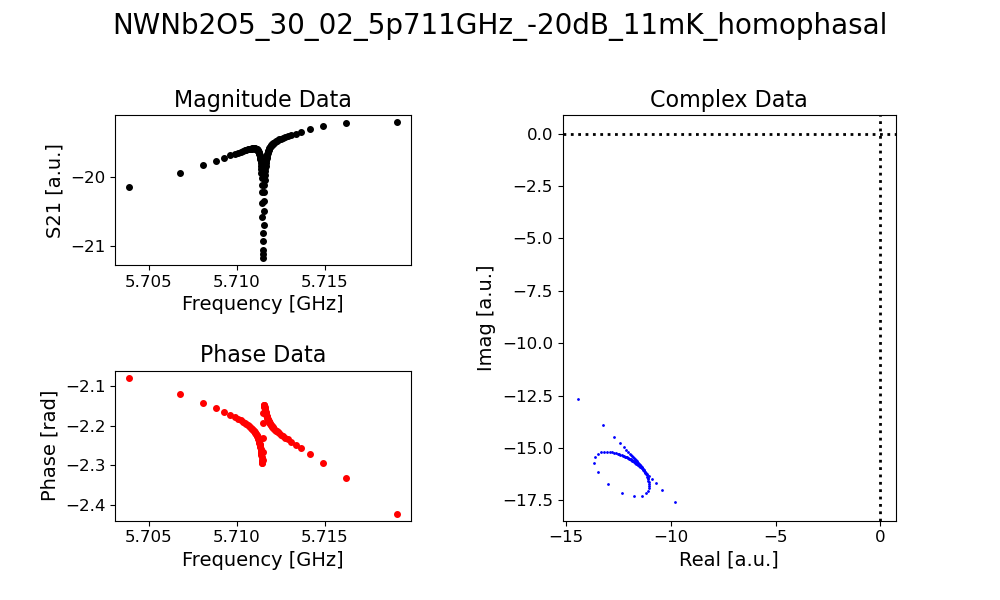 NWNb2O5_30_02_5p711GHz_-20dB_11mK_homophasal
Magnitude Data
S21 [a.u.]
−20
−21
5.705 5.710 5.715
Frequency [GHz]
Phase Data
Phase [rad]
−2.1
−2.2
−2.3
−2.4
5.705 5.710 5.715
Frequency [GHz]
Complex Data
Imag [a.u.]
0.0
−2.5
−5.0
−7.5
−10.0
−12.5
−15.0
−17.5
−15 −10 −5 0
Real [a.u.]